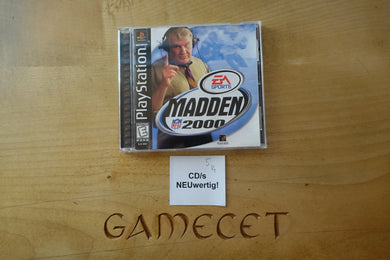 PlayStation
EA
SPORTS
MADDEN
NFL
2000
E
CD/s
NEUwertig!
GAMECET